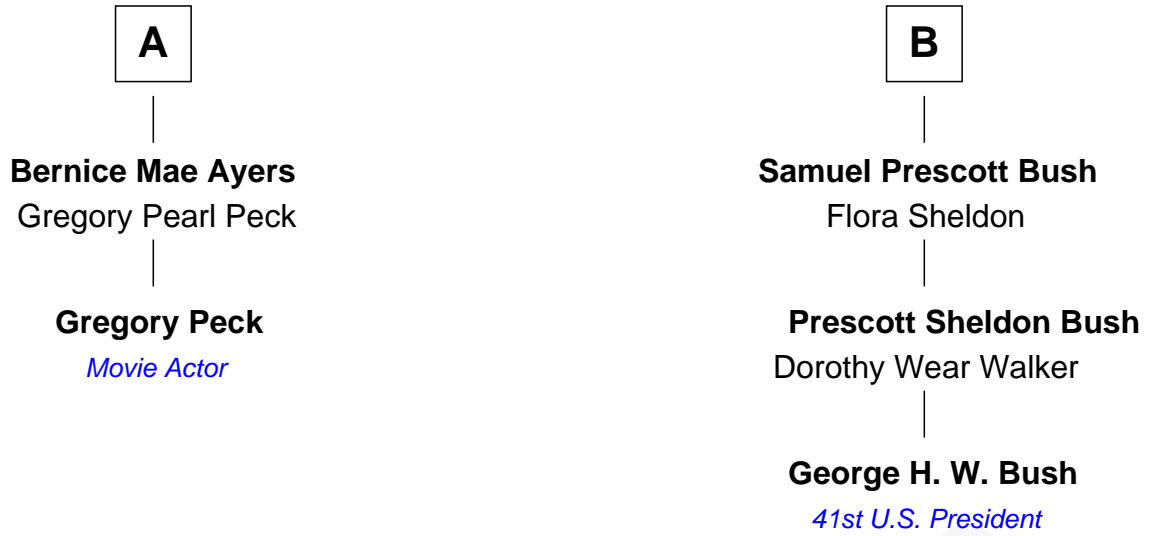 A
Bernice Mae Ayers
Gregory Pearl Peck
Gregory Peck
Movie Actor
B
Samuel Prescott Bush
Flora Sheldon
Prescott Sheldon Bush
Dorothy Wear Walker
George H. W. Bush
41st U.S. President